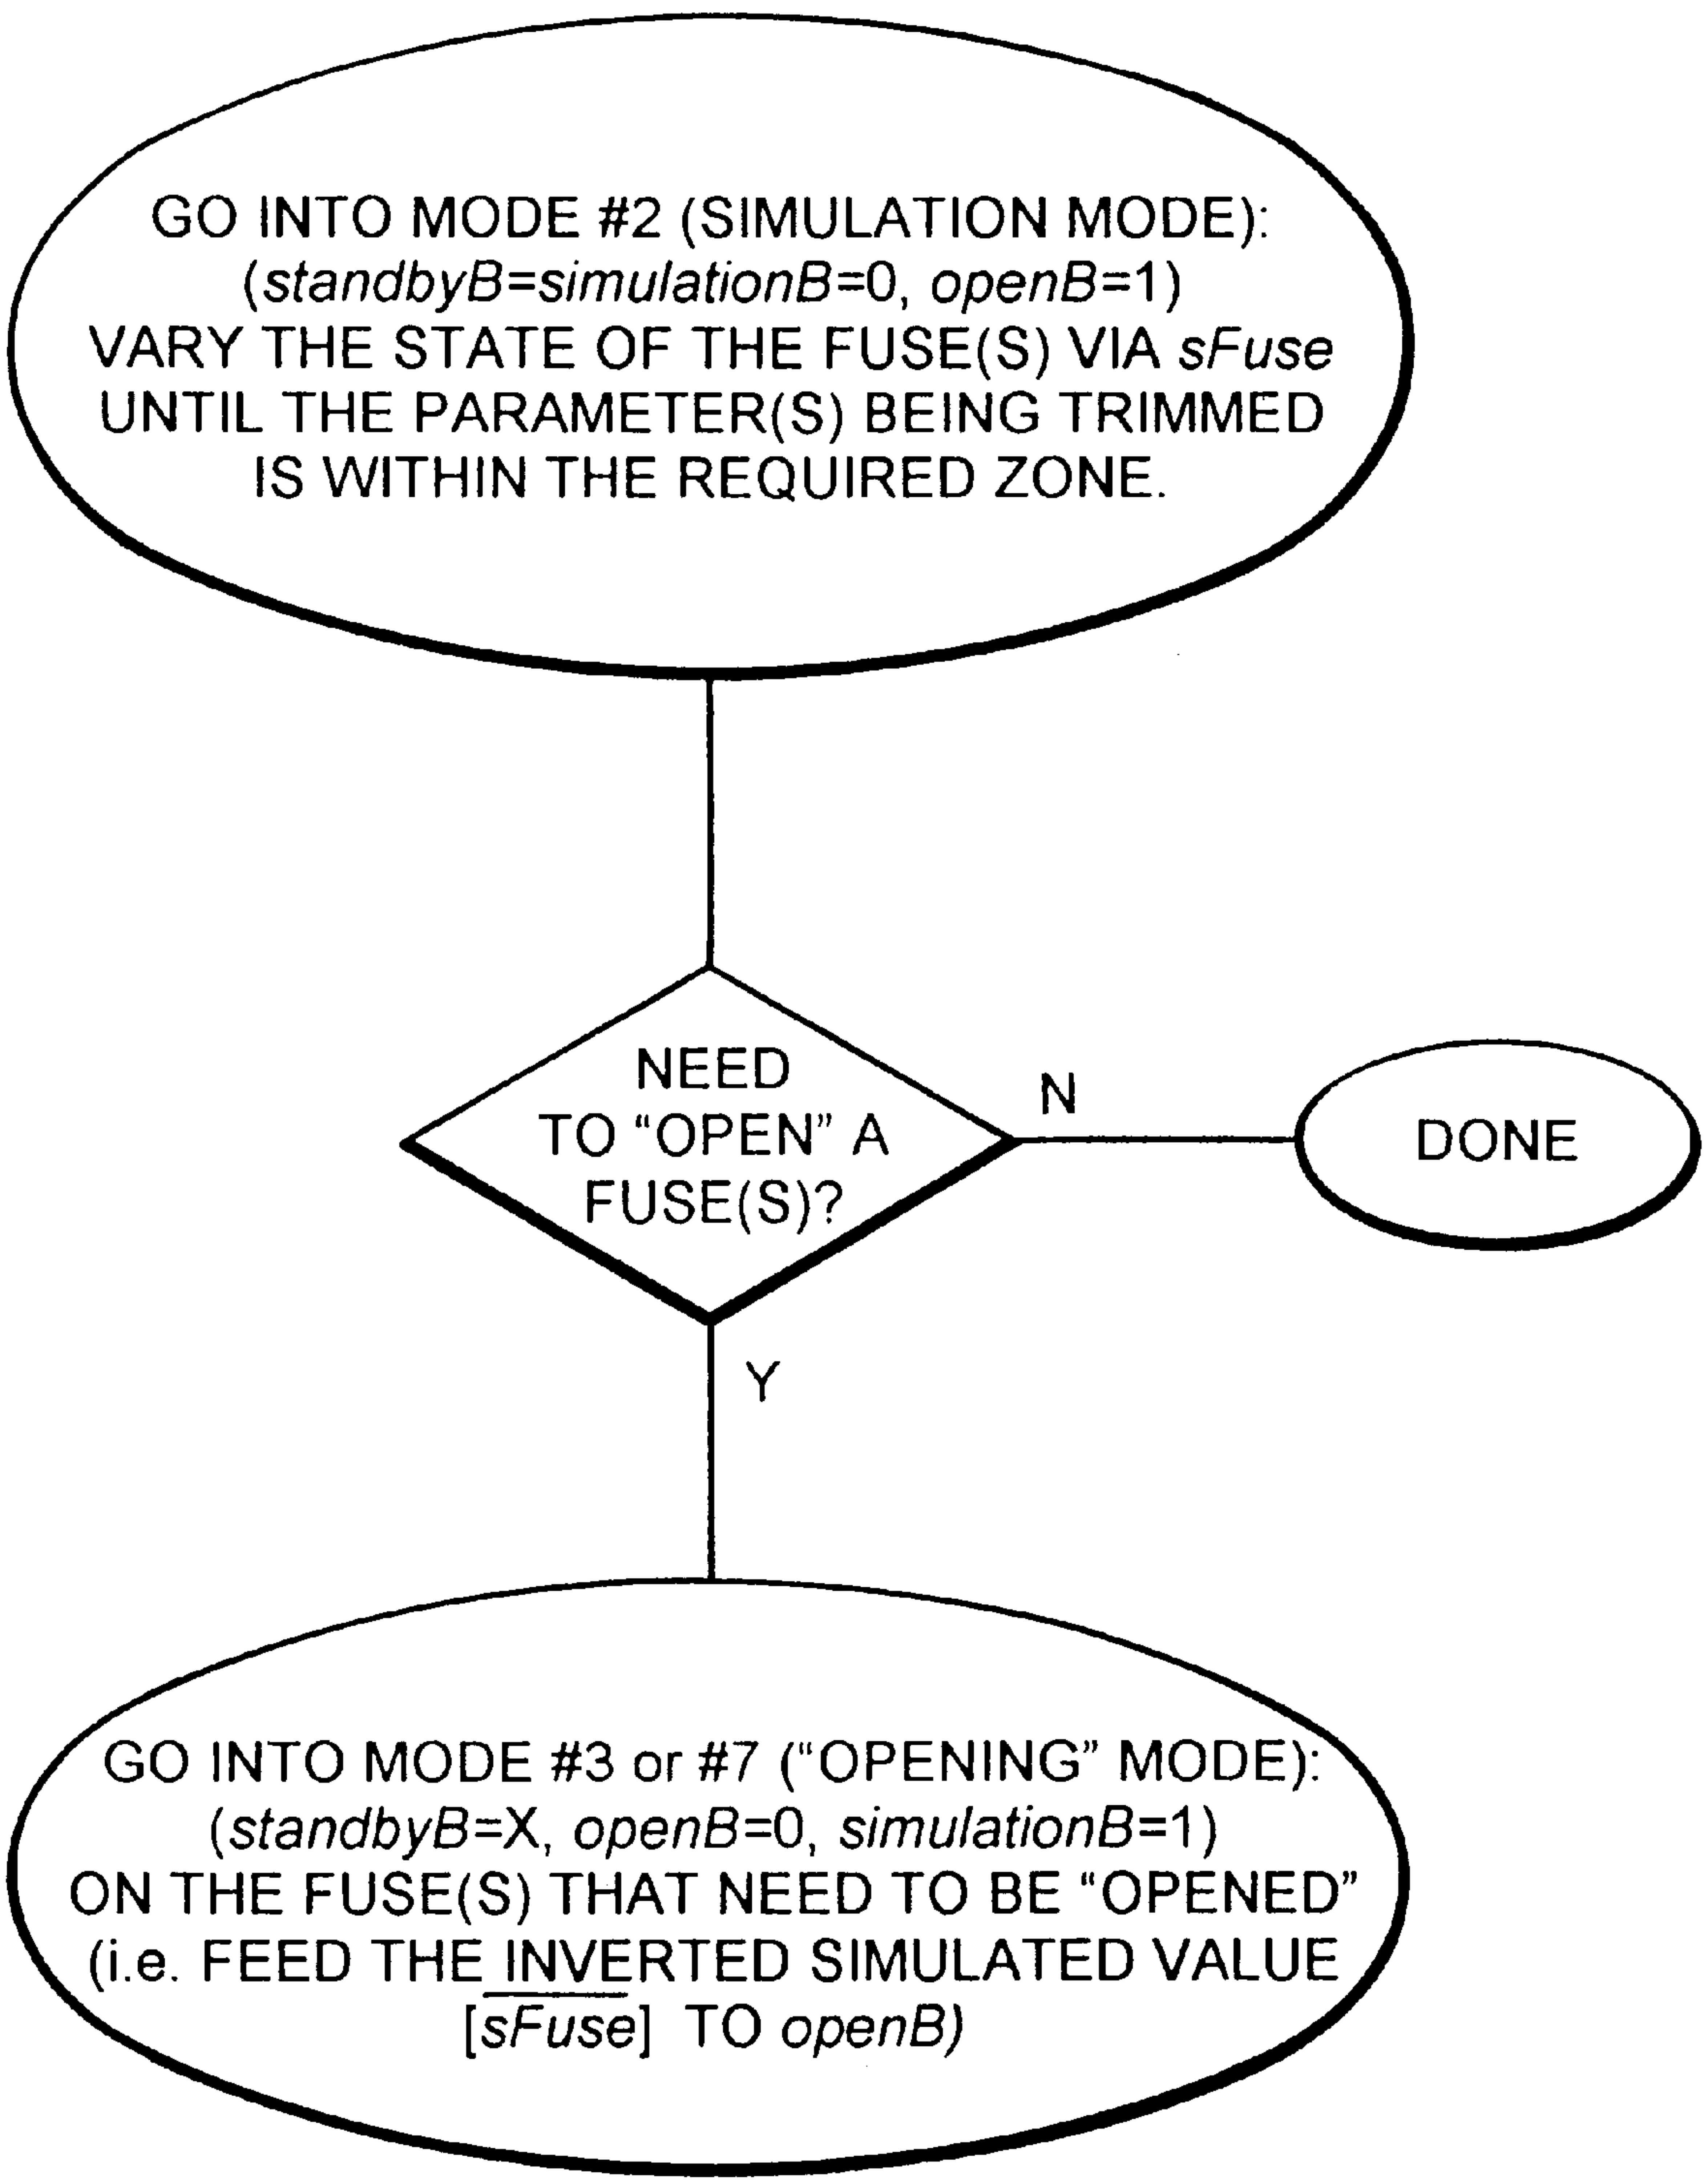 GO INTO MODE #2 (SIMULATION MODE):
(standbyB=simulationB=0, openB=1)
VARY THE STATE OF THE FUSE(S) VIA sFuse
UNTIL THE PARAMETER(S) BEING TRIMMED
IS WITHIN THE REQUIRED ZONE.
NEED
TO “OPEN” A
FUSE(S)?
N
DONE
Y
GO INTO MODE #3 or #7 (“OPENING” MODE):
(standbyB=X, openB=0, simulationB=1)
ON THE FUSE(S) THAT NEED TO BE “OPENED”
(i.e. FEED THE INVERTED SIMULATED VALUE
[s̅F̅u̅s̅e̅] TO openB)